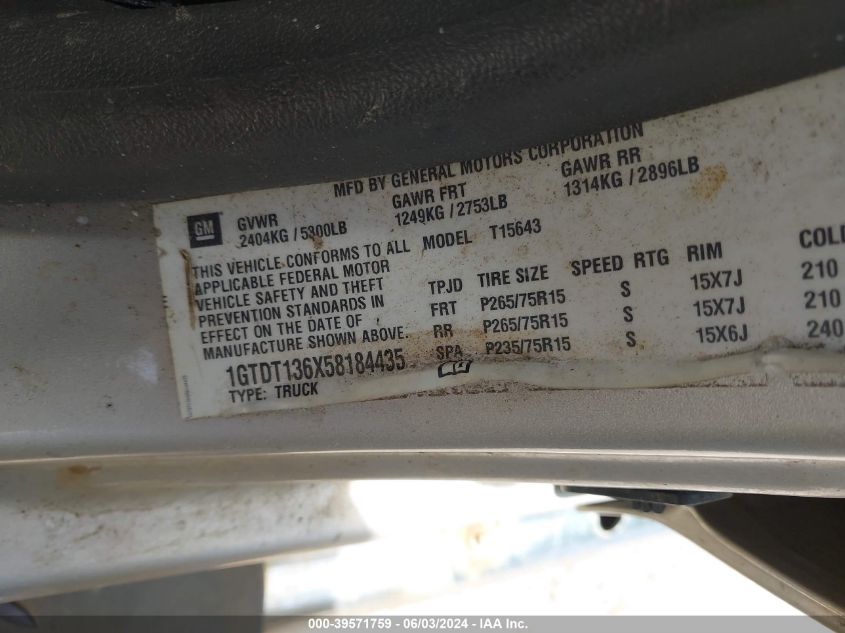 MFD BY GENERAL MOTORS CORPORATION
GM GVWR GAWR FRT GAWR RR
2404KG / 5300LB 1249KG / 2753LB 1314KG / 2896LB
THIS VEHICLE CONFORMS TO ALL MODEL T15643
APPLICABLE FEDERAL MOTOR
VEHICLE SAFETY AND THEFT
PREVENTION STANDARDS IN
EFFECT ON THE DATE OF
MANUFACTURE SHOWN ABOVE.
TPJD TIRE SIZE SPEED RTG RIM COLD
FRT P265/75R15 S 15X7J 210
RR P265/75R15 S 15X7J 210
SPA P235/75R15 S 15X6J 240
1GTDT136X58184435
TYPE: TRUCK
000-39571759 - 06/03/2024 - IAA Inc.